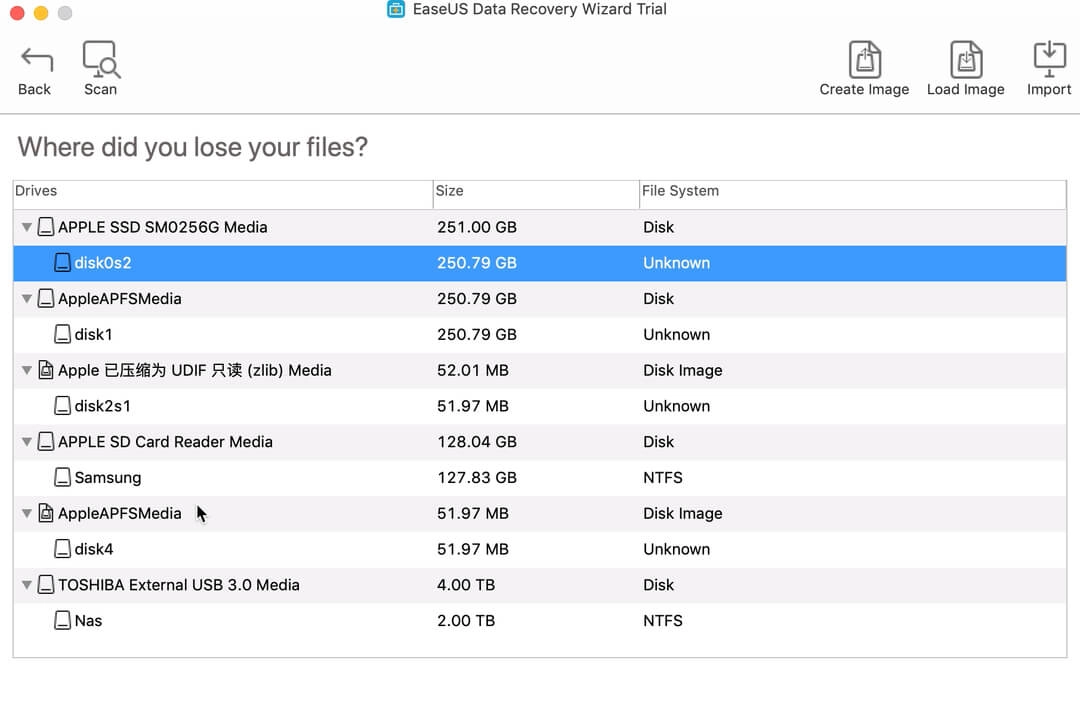 EaseUS Data Recovery Wizard Trial
Back Scan Create Image Load Image Import
Where did you lose your files?
Drives Size File System
APPLE SSD SM0256G Media 251.00 GB Disk
disk0s2 250.79 GB Unknown
AppleAPFSMedia 250.79 GB Disk
disk1 250.79 GB Unknown
Apple 已压缩为 UDIF 只读 (zlib) Media 52.01 MB Disk Image
disk2s1 51.97 MB Unknown
APPLE SD Card Reader Media 128.04 GB Disk
Samsung 127.83 GB NTFS
AppleAPFSMedia 51.97 MB Disk Image
disk4 51.97 MB Unknown
TOSHIBA External USB 3.0 Media 4.00 TB Disk
Nas 2.00 TB NTFS